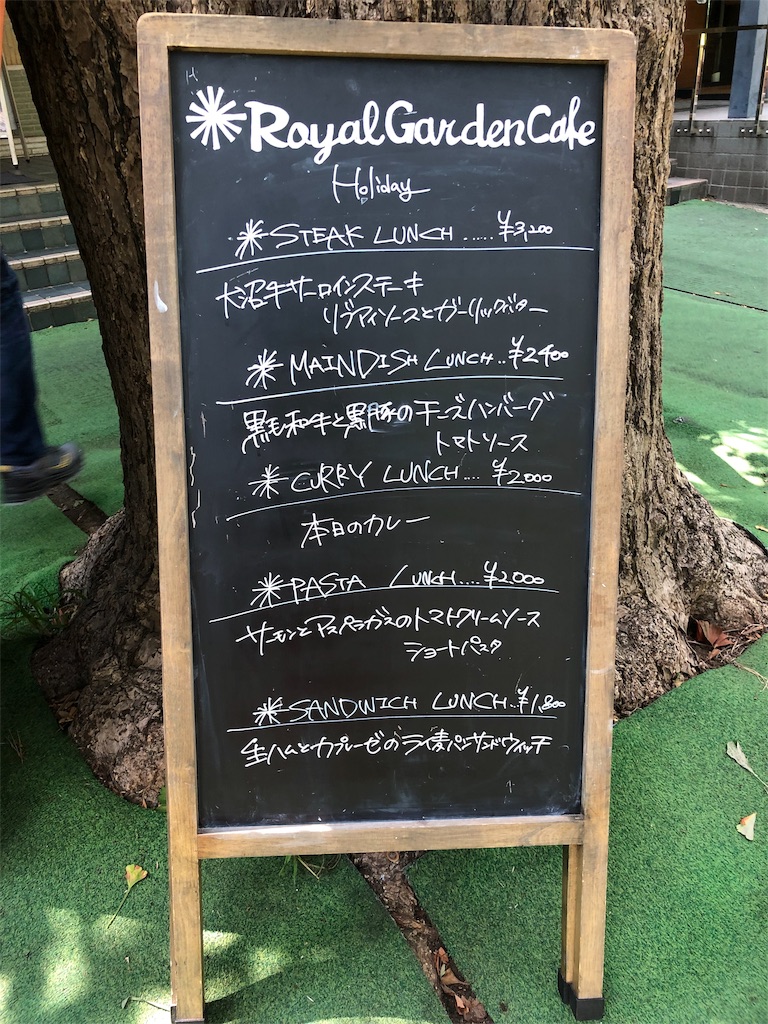 Royal Garden Cafe
Holiday
STEAK LUNCH ..... ¥3,200
大沼牛サーロインステーキ
ソースとガーリックバター
MAINDISH LUNCH.. ¥2400
黒毛和牛と黒豚のチーズハンバーグ
トマトソース
CURRY LUNCH.... ¥2,000
本日のカレー
PASTA LUNCH.... ¥2,000
サーモンとアスパラガスのトマトクリームソース
ショートパスタ
SANDWICH LUNCH.. ¥1,800
生ハムとカプレーゼのライ麦パンサンドウィッチ